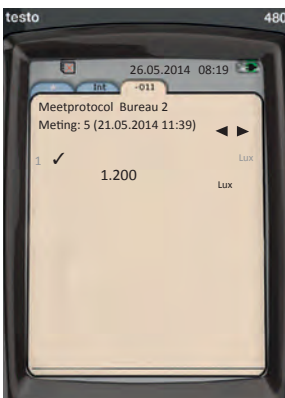 testo 480
26.05.2014 08:19
Int -011
Meetprotocol Bureau 2
Meting: 5 (21.05.2014 11:39)
1 ✓ Lux
1.200 Lux